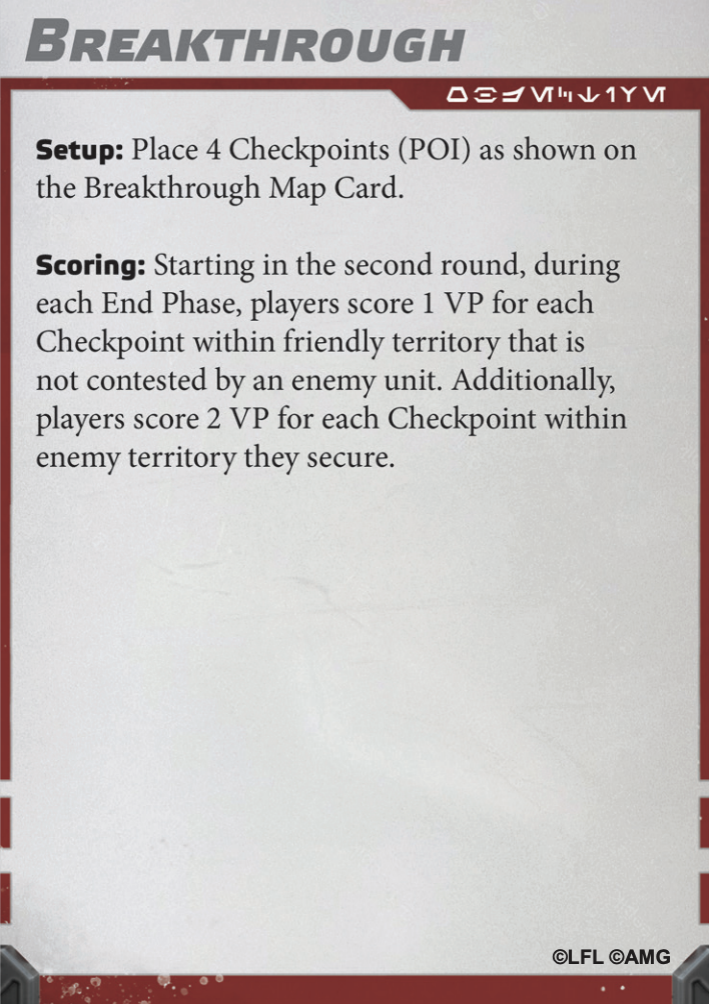 BREAKTHROUGH
Setup: Place 4 Checkpoints (POI) as shown on
the Breakthrough Map Card.
Scoring: Starting in the second round, during
each End Phase, players score 1 VP for each
Checkpoint within friendly territory that is
not contested by an enemy unit. Additionally,
players score 2 VP for each Checkpoint within
enemy territory they secure.
©LFL ©AMG